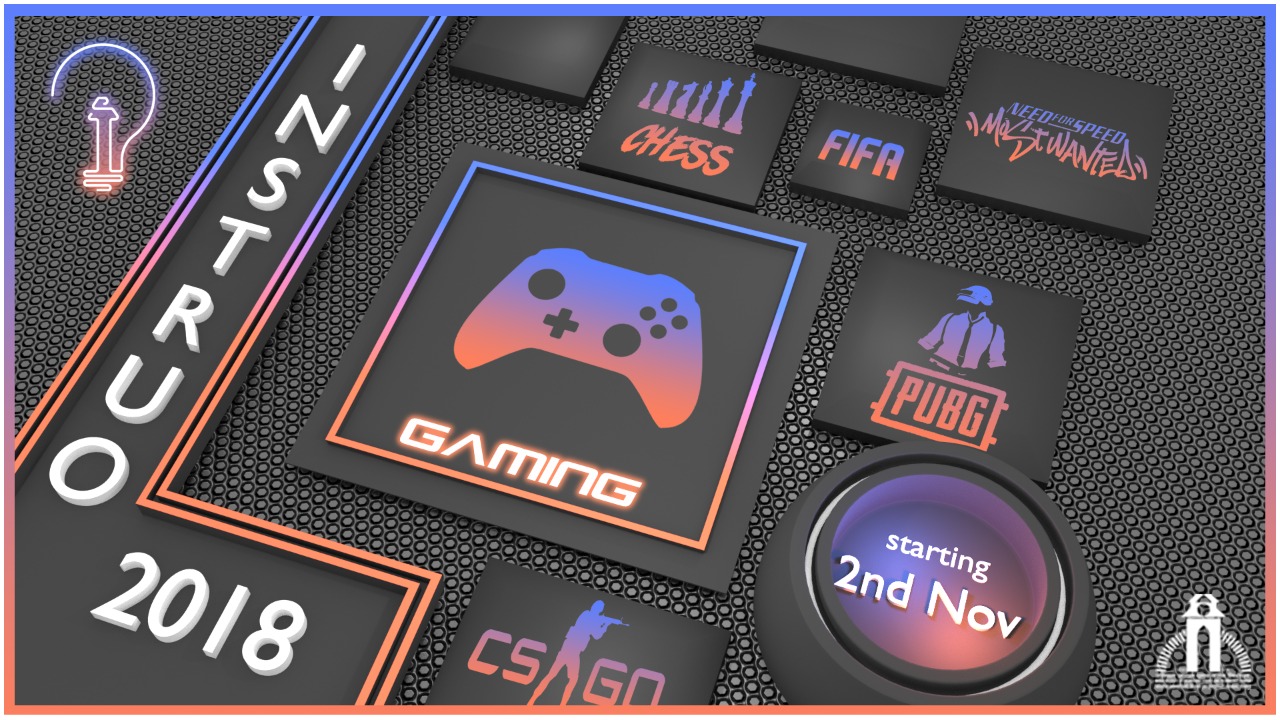 INSTRUO
2018
CHESS
FIFA
NEED FOR SPEED
MOST WANTED
GAMING
PUBG
starting
2nd Nov
CS GO